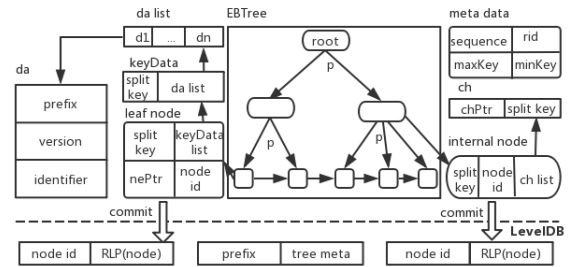 da list
EBTree
meta data
d1 ... dn
root
sequence rid
maxKey minKey
keyData
split key
da list
p
ch
chPtr split key
da
prefix
version
identifier
leaf node
split key
keyData list
nePtr
node id
p
p
internal node
split key
node id
ch list
commit
commit
LevelDB
node id RLP(node)
prefix tree meta
node id RLP(node)